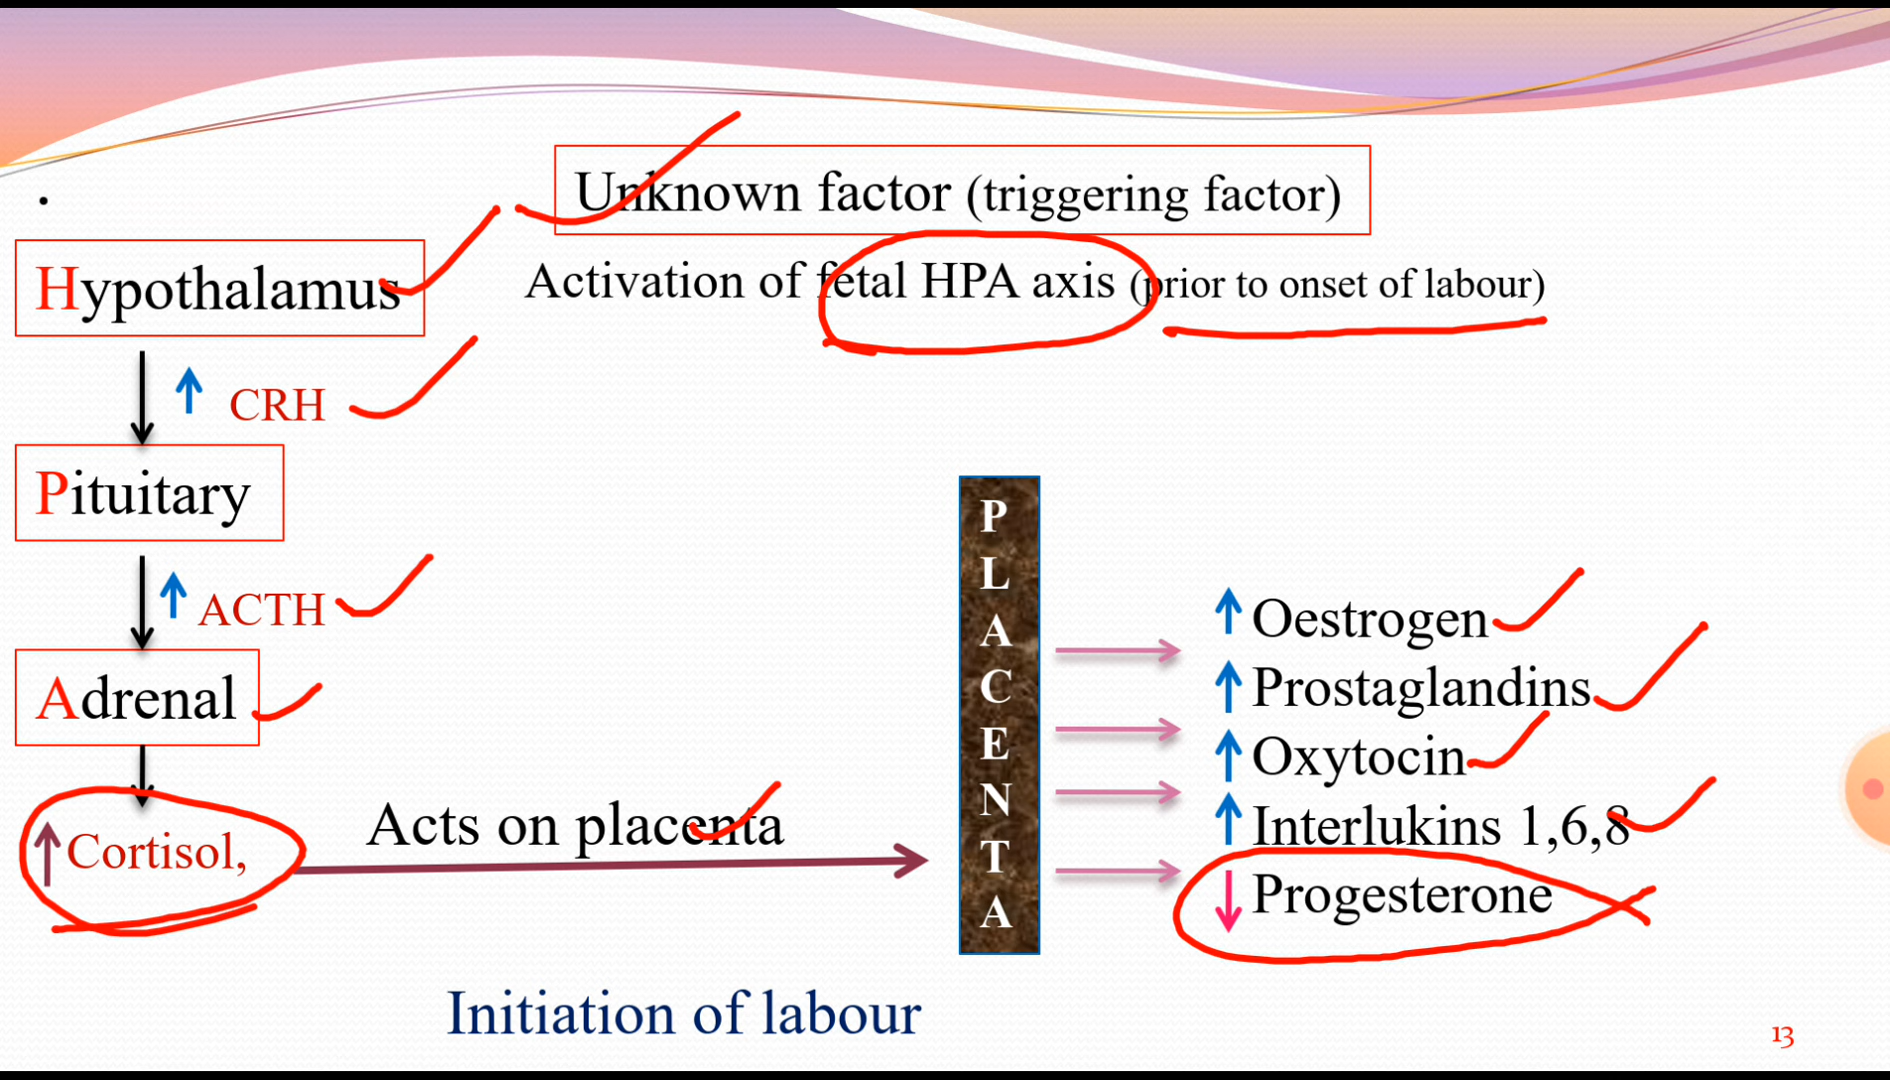 .
Unknown factor (triggering factor)
Hypothalamus
Activation of fetal HPA axis (prior to onset of labour)
CRH
Pituitary
ACTH
Adrenal
Cortisol,
Acts on placenta
PLACENTA
Oestrogen
Prostaglandins
Oxytocin
Interlukins 1,6,8
Progesterone
Initiation of labour
13